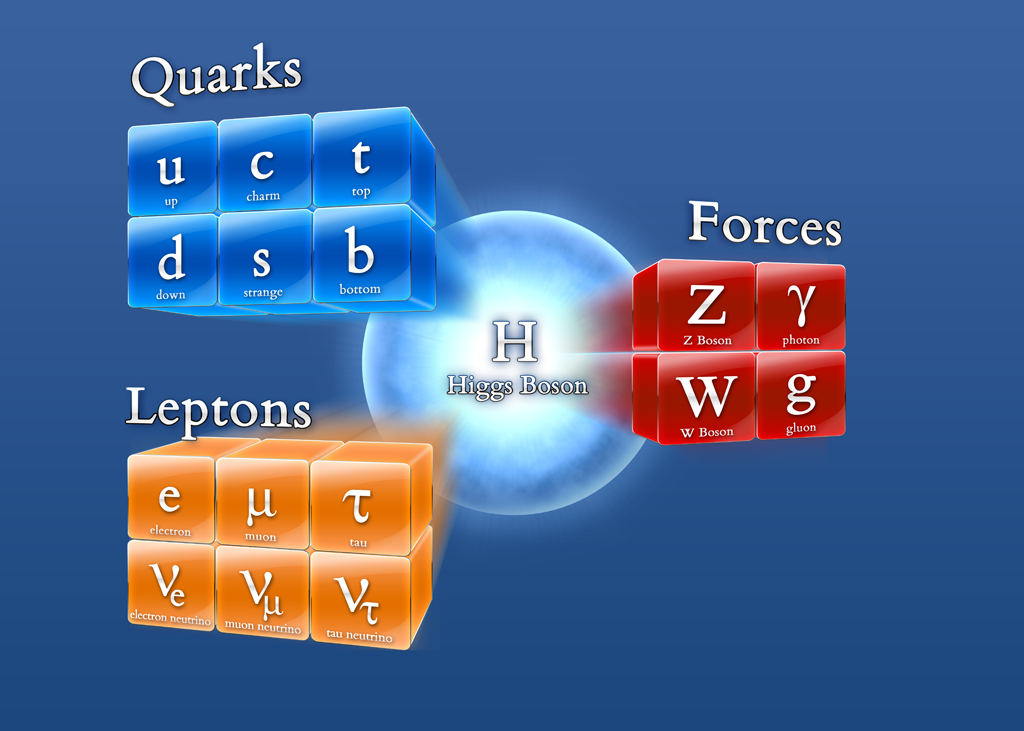 Quarks
u
up
c
charm
t
top
d
down
s
strange
b
bottom
Forces
Z
Z Boson
γ
photon
W
W Boson
g
gluon
H
Higgs Boson
Leptons
e
electron
μ
muon
τ
tau
νe
electron neutrino
νμ
muon neutrino
ντ
tau neutrino